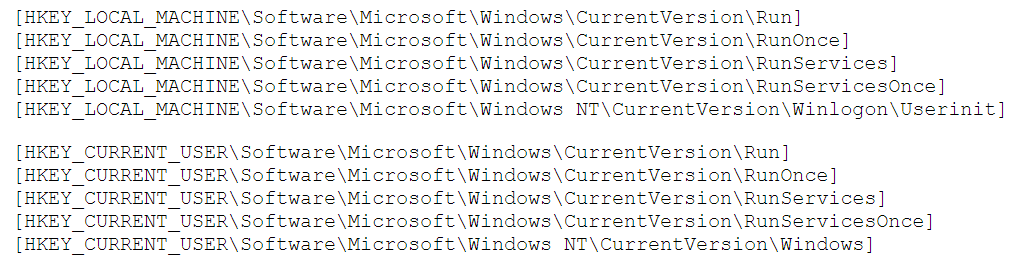 [HKEY_LOCAL_MACHINE\Software\Microsoft\Windows\CurrentVersion\Run]
[HKEY_LOCAL_MACHINE\Software\Microsoft\Windows\CurrentVersion\RunOnce]
[HKEY_LOCAL_MACHINE\Software\Microsoft\Windows\CurrentVersion\RunServices]
[HKEY_LOCAL_MACHINE\Software\Microsoft\Windows\CurrentVersion\RunServicesOnce]
[HKEY_LOCAL_MACHINE\Software\Microsoft\Windows NT\CurrentVersion\Winlogon\Userinit]
[HKEY_CURRENT_USER\Software\Microsoft\Windows\CurrentVersion\Run]
[HKEY_CURRENT_USER\Software\Microsoft\Windows\CurrentVersion\RunOnce]
[HKEY_CURRENT_USER\Software\Microsoft\Windows\CurrentVersion\RunServices]
[HKEY_CURRENT_USER\Software\Microsoft\Windows\CurrentVersion\RunServicesOnce]
[HKEY_CURRENT_USER\Software\Microsoft\Windows NT\CurrentVersion\Windows]